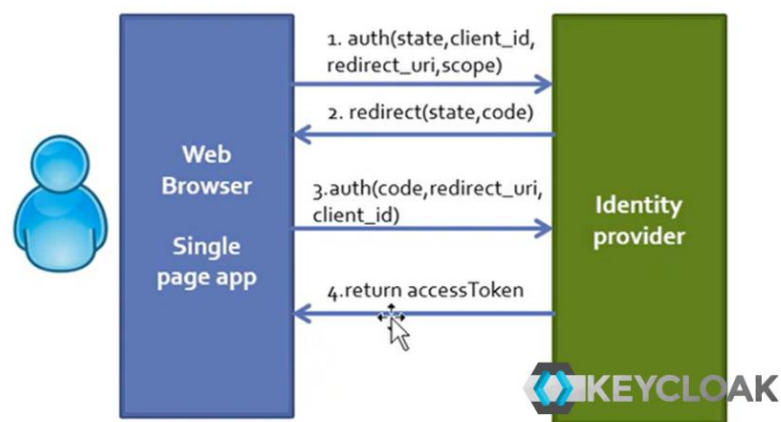 1. auth(state,client_id,
redirect_uri,scope)
2. redirect(state,code)
Web
Browser
Single
page app
3.auth(code,redirect_uri,
client_id)
Identity
provider
4.return accessToken
KEYCLOAK